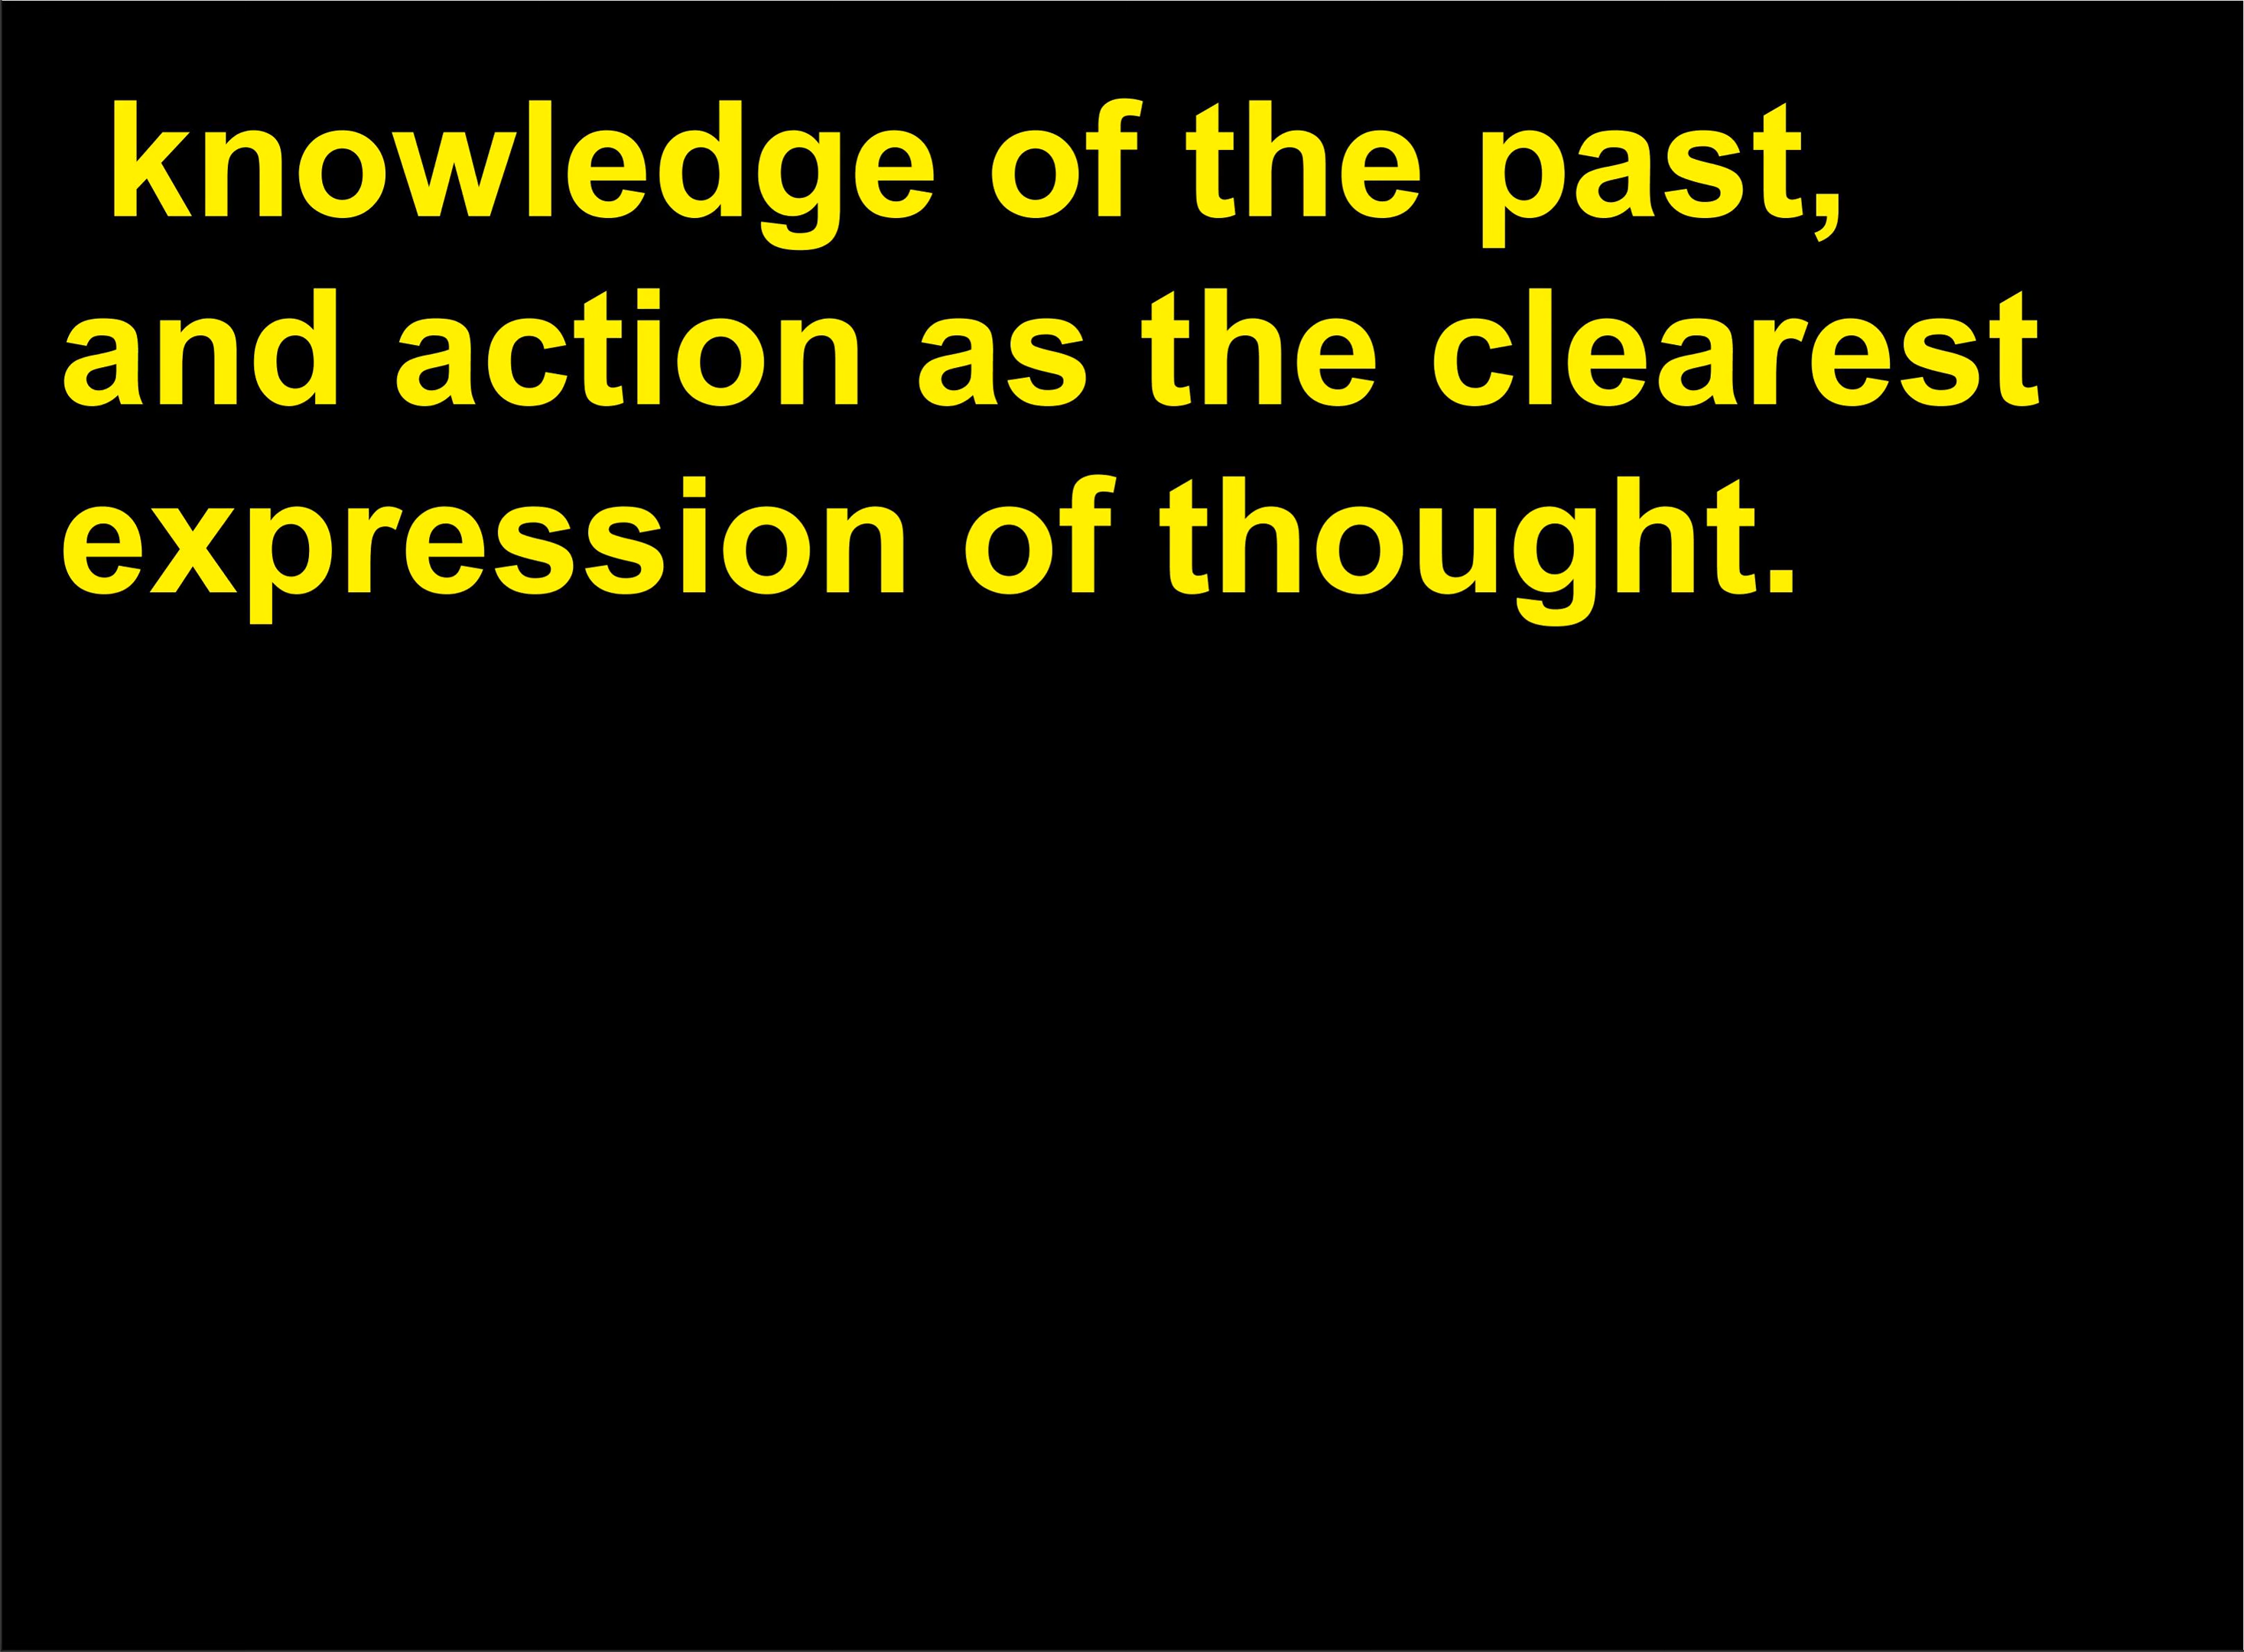 knowledge of the past,
and action as the clearest
expression of thought.